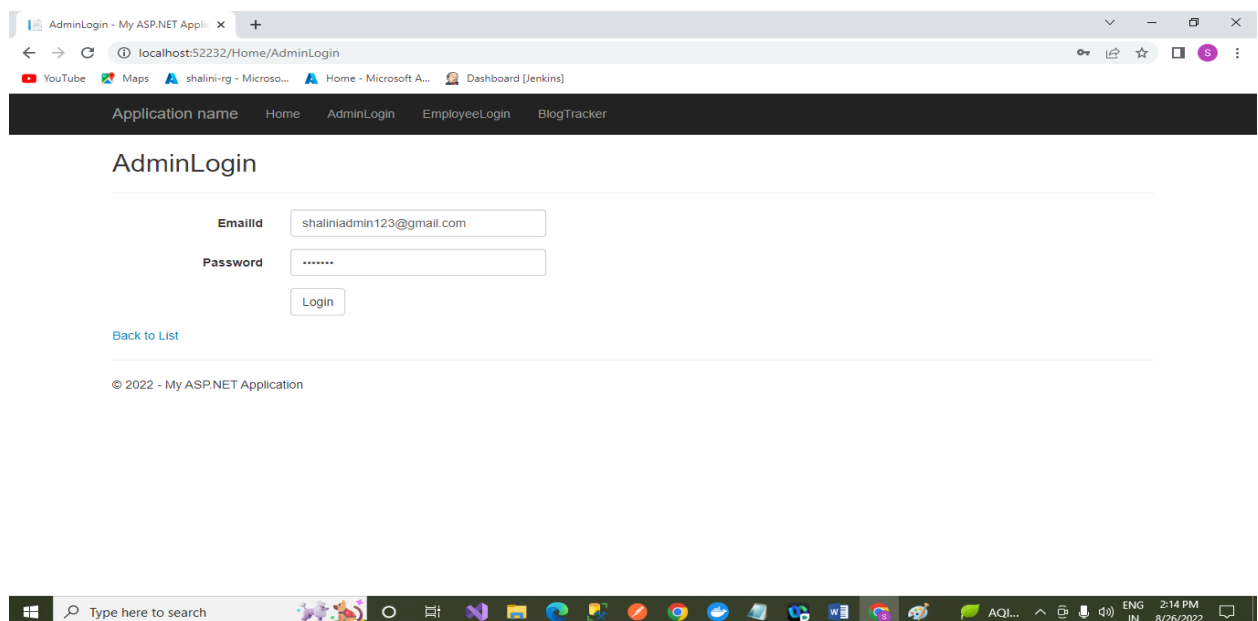 AdminLogin - My ASP.NET Appli
localhost:52232/Home/AdminLogin
YouTube Maps shalini-rg - Microso... Home - Microsoft A... Dashboard [Jenkins]
S
Application name Home AdminLogin EmployeeLogin BlogTracker
AdminLogin
EmailId shaliniadmin123@gmail.com
Password •••••••
Login
Back to List
© 2022 - My ASP.NET Application
Type here to search AQI... ENG 2:14 PM
IN 8/26/2022